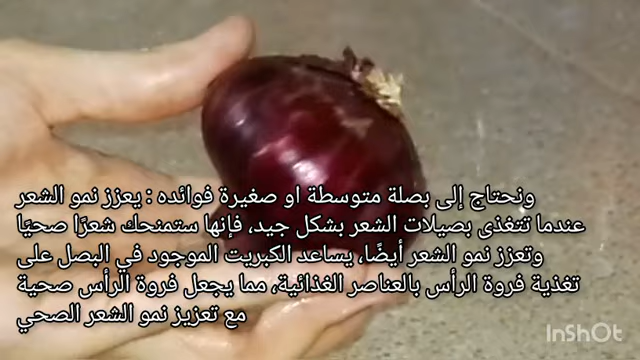 ونحتاج إلى بصلة متوسطة او صغيرة فوائده : يعزز نمو الشعر
عندما تتغذى بصيلات الشعر بشكل جيد، فإنها ستمنحك شعرًا صحيًا
وتعزز نمو الشعر أيضًا، يساعد الكبريت الموجود في البصل على
تغذية فروة الرأس بالعناصر الغذائية، مما يجعل فروة الرأس صحية
مع تعزيز نمو الشعر الصحي
InShOt